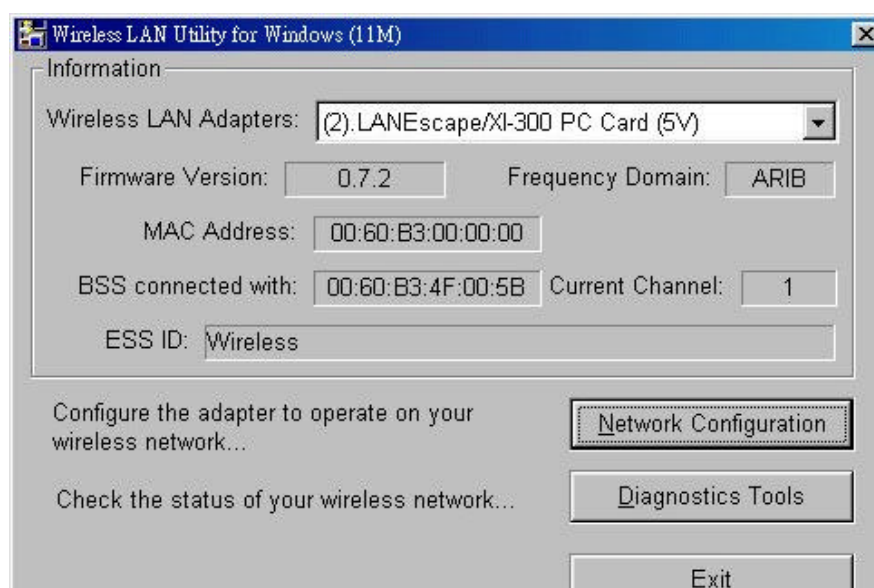 Wireless LAN Utility for Windows (11M)
Information
Wireless LAN Adapters: (2).LANEscape/XI-300 PC Card (5V)
Firmware Version: 0.7.2 Frequency Domain: ARIB
MAC Address: 00:60:B3:00:00:00
BSS connected with: 00:60:B3:4F:00:5B Current Channel: 1
ESS ID: Wireless
Configure the adapter to operate on your
wireless network...
Network Configuration
Check the status of your wireless network...
Diagnostics Tools
Exit